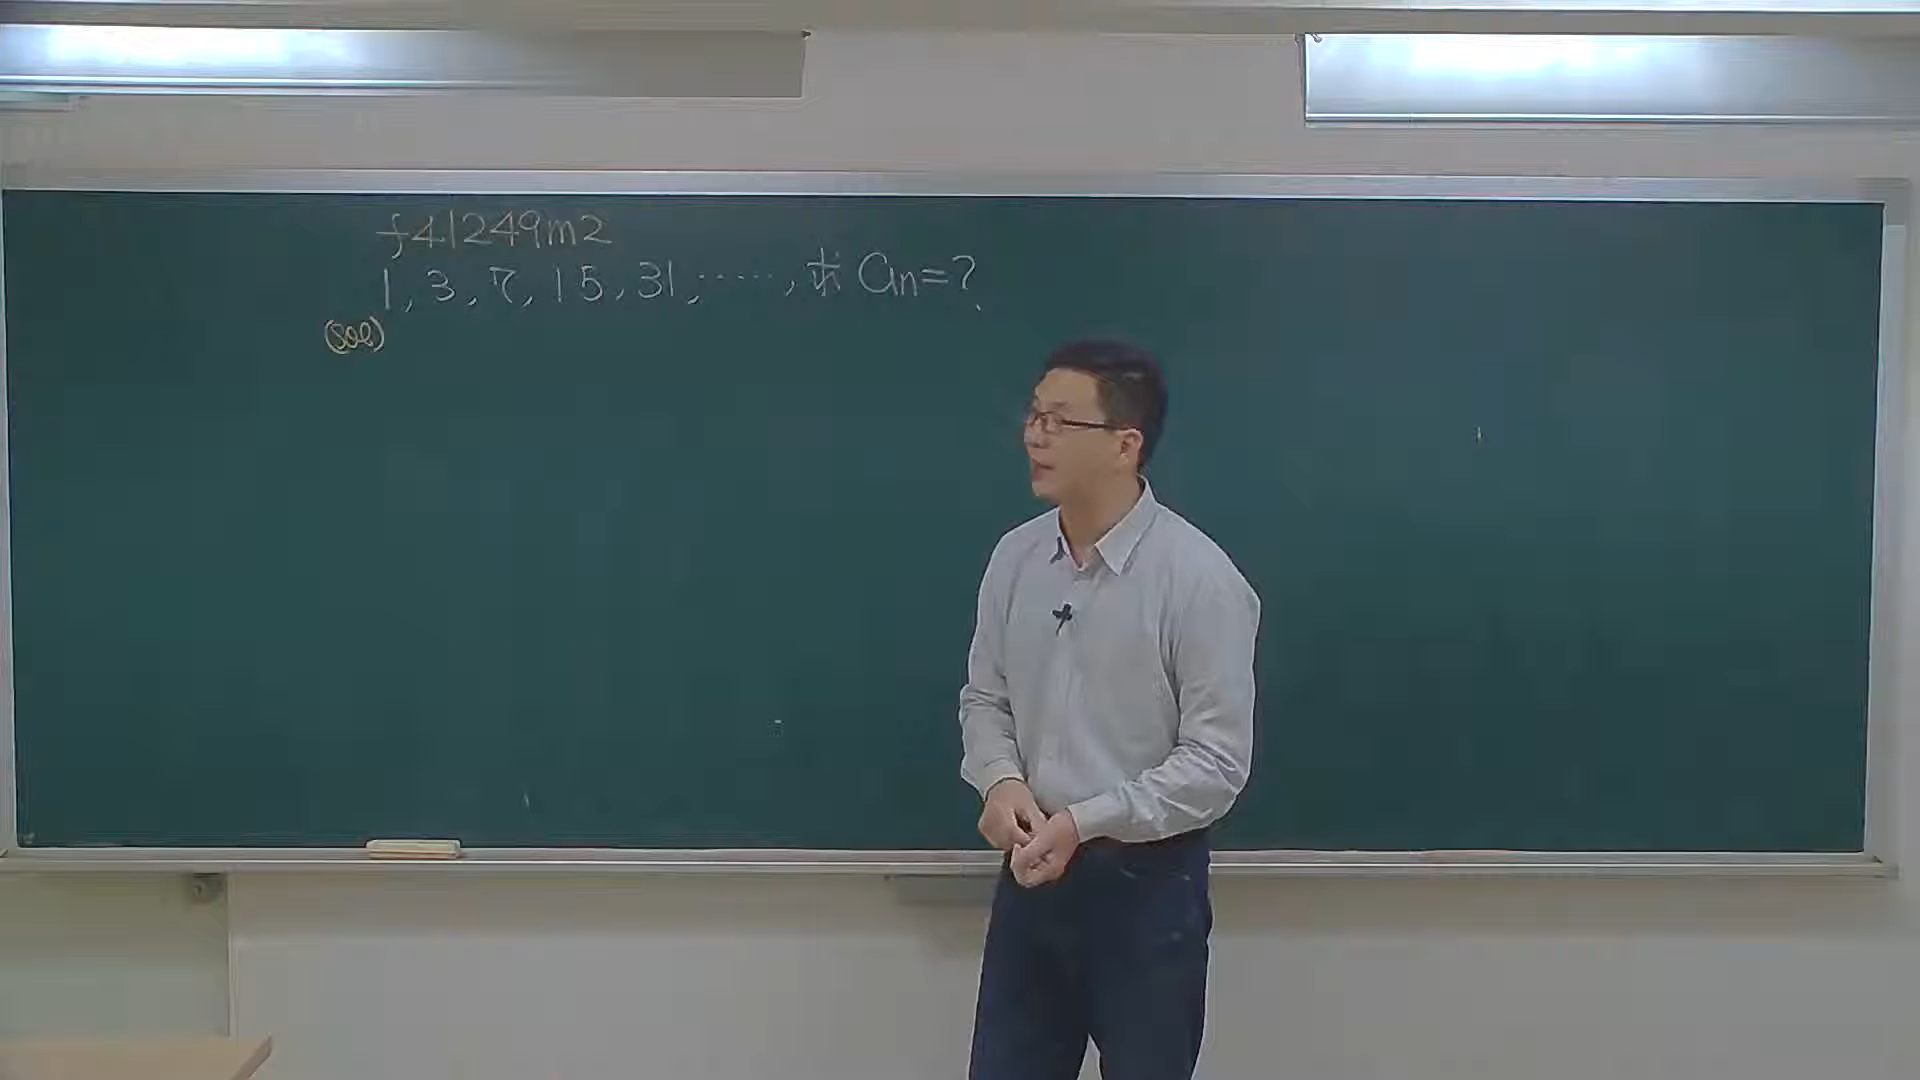 f41249m2
1, 3, 7, 15, 31, ……, 求 an=?
(sol)